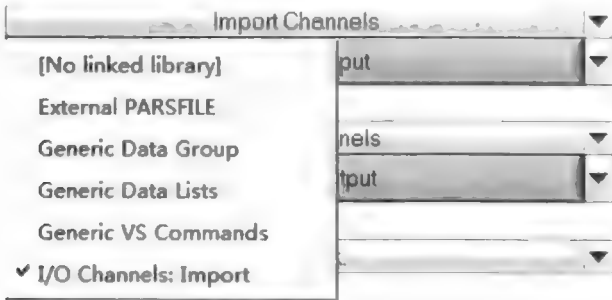 Import Channels
[No linked library]
put
External PARSFILE
Generic Data Group
nels
Generic Data Lists
tput
Generic VS Commands
✔ I/O Channels: Import